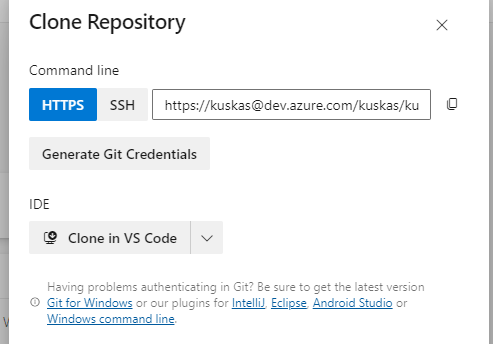 Clone Repository
Command line
HTTPS SSH https://kuskas@dev.azure.com/kuskas/ku
Generate Git Credentials
IDE
Clone in VS Code
Having problems authenticating in Git? Be sure to get the latest version
Git for Windows or our plugins for IntelliJ, Eclipse, Android Studio or
Windows command line.